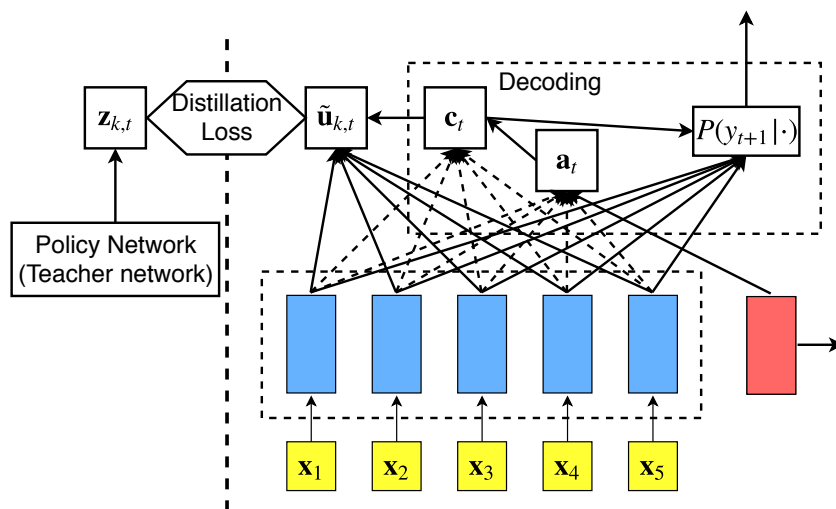 Decoding
z_{k,t}
Distillation
Loss
ũ_{k,t}
c_t
P(y_{t+1}|·)
a_t
Policy Network
(Teacher network)
x_1
x_2
x_3
x_4
x_5